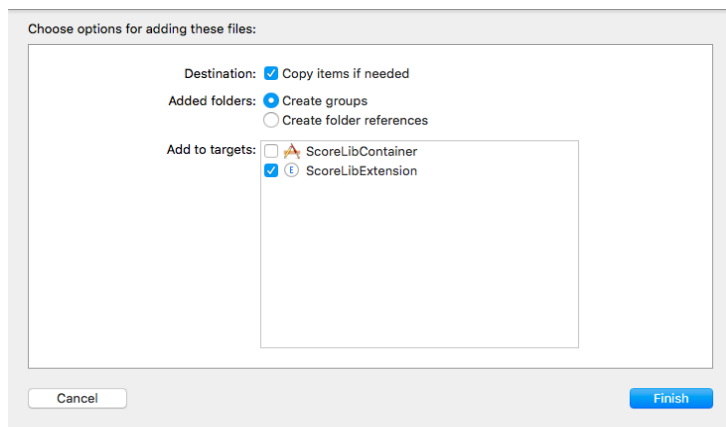 Choose options for adding these files:
Destination: Copy items if needed
Added folders: Create groups
Create folder references
Add to targets: ScoreLibContainer
E ScoreLibExtension
Cancel Finish